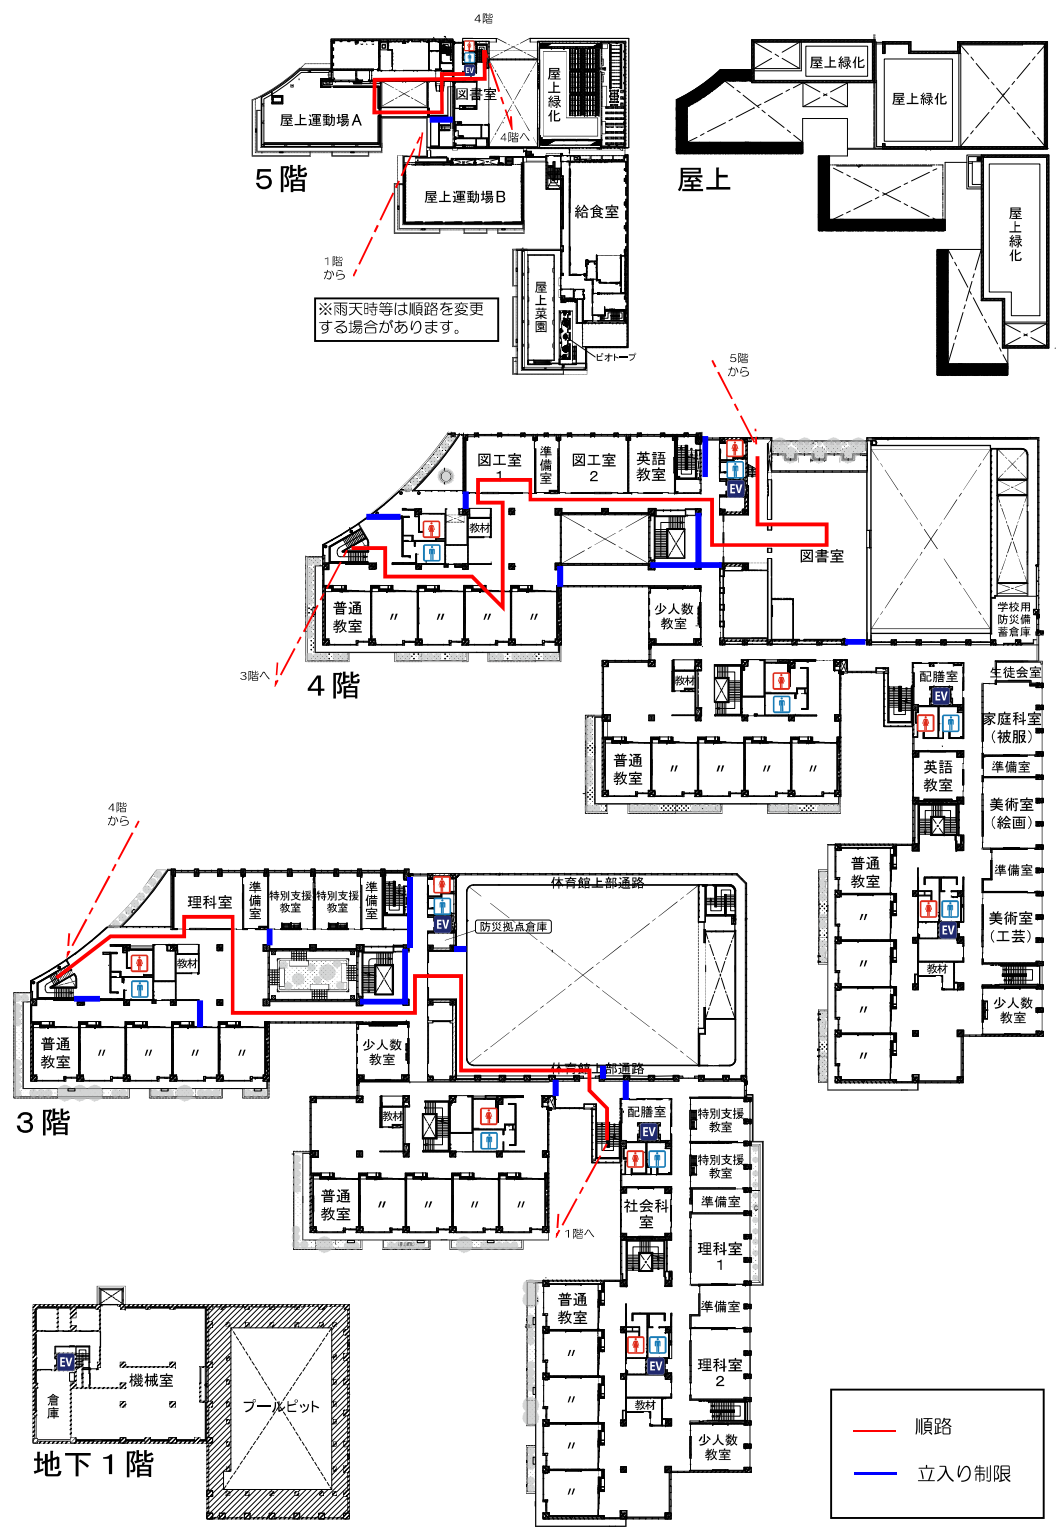 4階
EV
図書室
屋上運動場A
屋上緑化
4階へ
5階
屋上運動場B
給食室
1階
から
屋上菜園
ビオトープ
※雨天時等は順路を変更
する場合があります。
屋上緑化
屋上緑化
屋上緑化
屋上
5階
から
図工室
1
準備室
図工室
2
英語
教室
EV
教材
図書室
普通
教室
〃
〃
〃
〃
少人数
教室
学校用
防災備
蓄倉庫
3階へ
4階
教材
普通
教室
〃
〃
〃
〃
配膳室
EV
生徒会室
家庭科室
(被服)
準備室
英語
教室
美術室
(絵画)
準備室
普通
教室
〃
〃
〃
〃
EV
教材
美術室
(工芸)
少人数
教室
4階
から
理科室
準備室
特別支援
教室
特別支援
教室
準備室
EV
防災拠点倉庫
体育館上部通路
教材
普通
教室
〃
〃
〃
〃
少人数
教室
体育館上部通路
3階
教材
普通
教室
〃
〃
〃
〃
1階へ
配膳室
EV
特別支援
教室
特別支援
教室
準備室
社会科
室
理科室
1
準備室
普通
教室
〃
〃
〃
〃
EV
教材
理科室
2
少人数
教室
EV
倉庫
機械室
プールピット
地下1階
順路
立入り制限